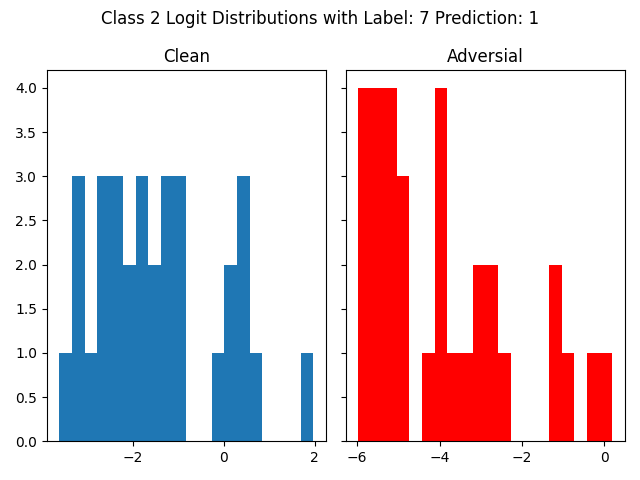 Class 2 Logit Distributions with Label: 7 Prediction: 1
Clean
Adversial
4.0
3.5
3.0
2.5
2.0
1.5
1.0
0.5
0.0
−2 0 2
−6 −4 −2 0